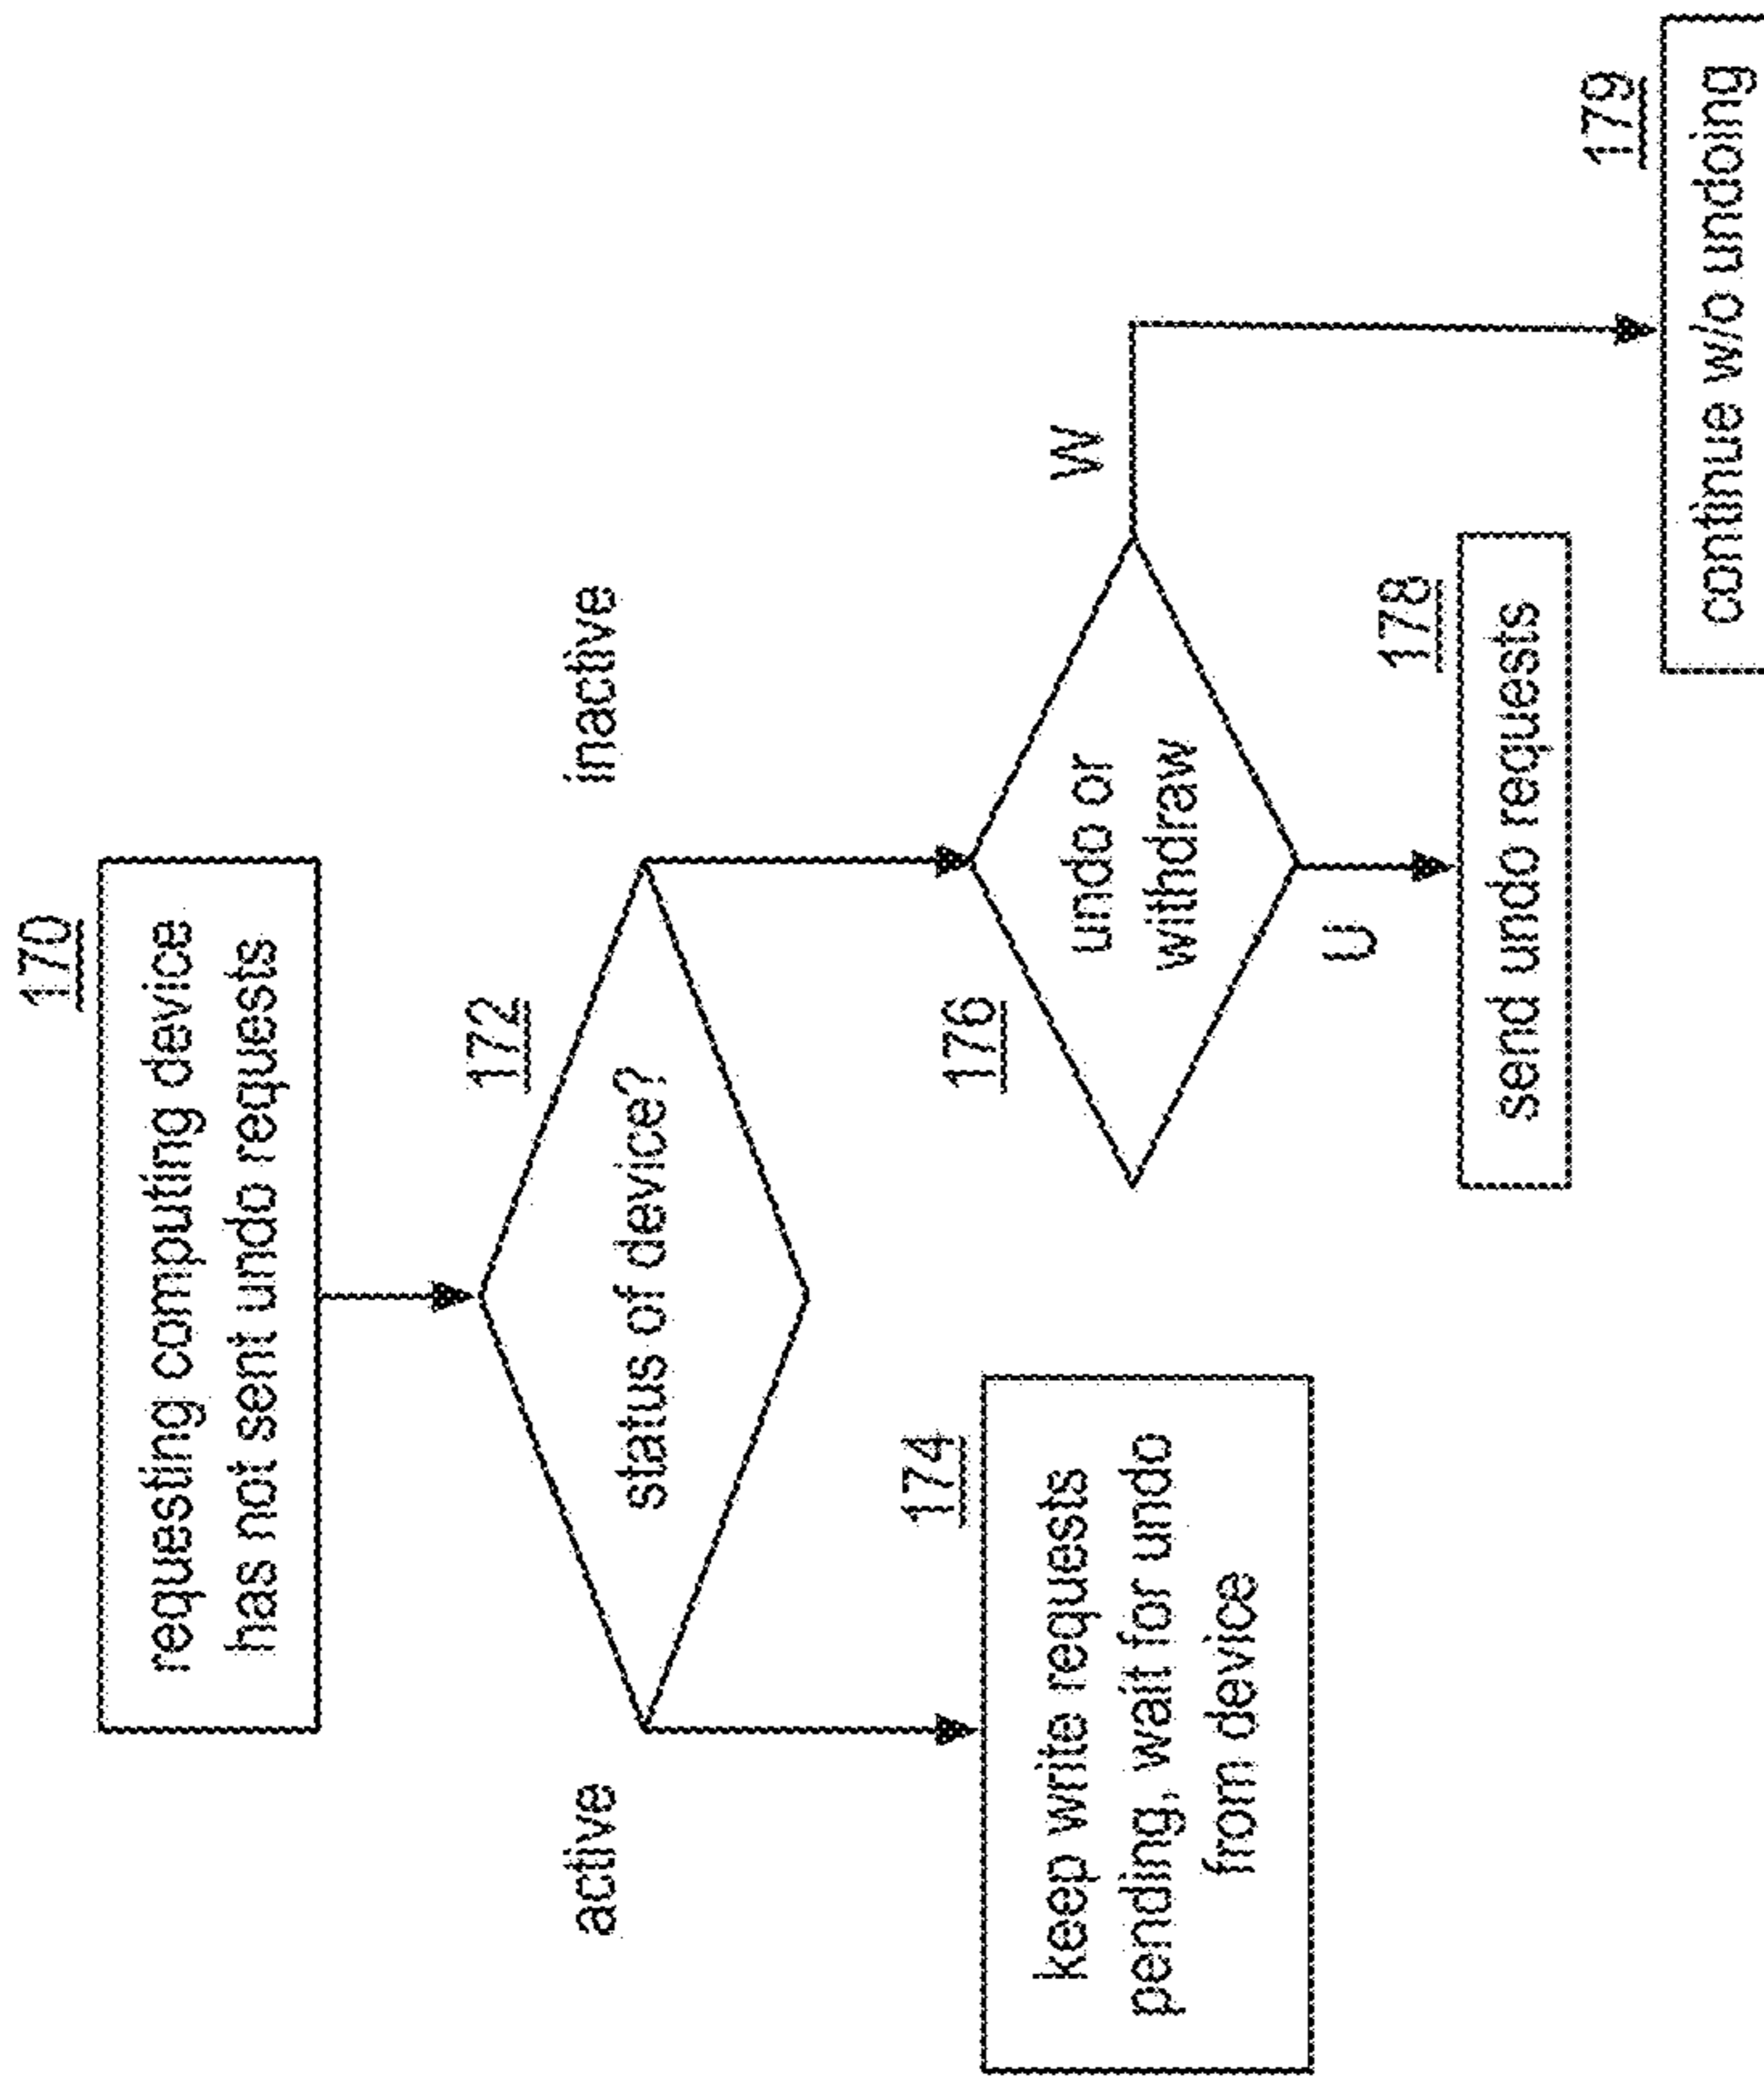 170
requesting computing device
has not sent undo requests
172
status of device?
active
inactive
174
keep write requests
pending, wait for undo
from device
176
undo or
withdraw
U
W
178
send undo requests
179
continue w/o undoing